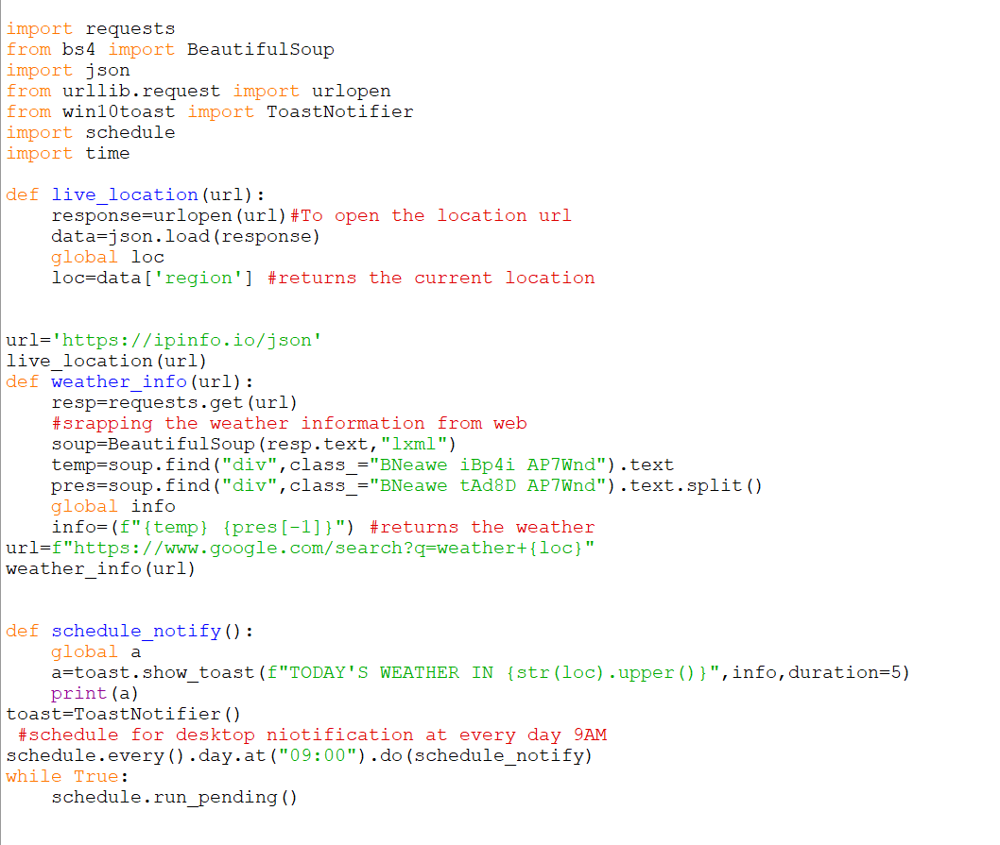 import requests
from bs4 import BeautifulSoup
import json
from urllib.request import urlopen
from win10toast import ToastNotifier
import schedule
import time
def live_location(url):
    response=urlopen(url)#To open the location url
    data=json.load(response)
    global loc
    loc=data['region'] #returns the current location
url='https://ipinfo.io/json'
live_location(url)
def weather_info(url):
    resp=requests.get(url)
    #srapping the weather information from web
    soup=BeautifulSoup(resp.text,"lxml")
    temp=soup.find("div",class_="BNeawe iBp4i AP7Wnd").text
    pres=soup.find("div",class_="BNeawe tAd8D AP7Wnd").text.split()
    global info
    info=(f"{temp} {pres[-1]}") #returns the weather
url=f"https://www.google.com/search?q=weather+{loc}"
weather_info(url)
def schedule_notify():
    global a
    a=toast.show_toast(f"TODAY'S WEATHER IN {str(loc).upper()}",info,duration=5)
    print(a)
toast=ToastNotifier()
 #schedule for desktop niotification at every day 9AM
schedule.every().day.at("09:00").do(schedule_notify)
while True:
    schedule.run_pending()